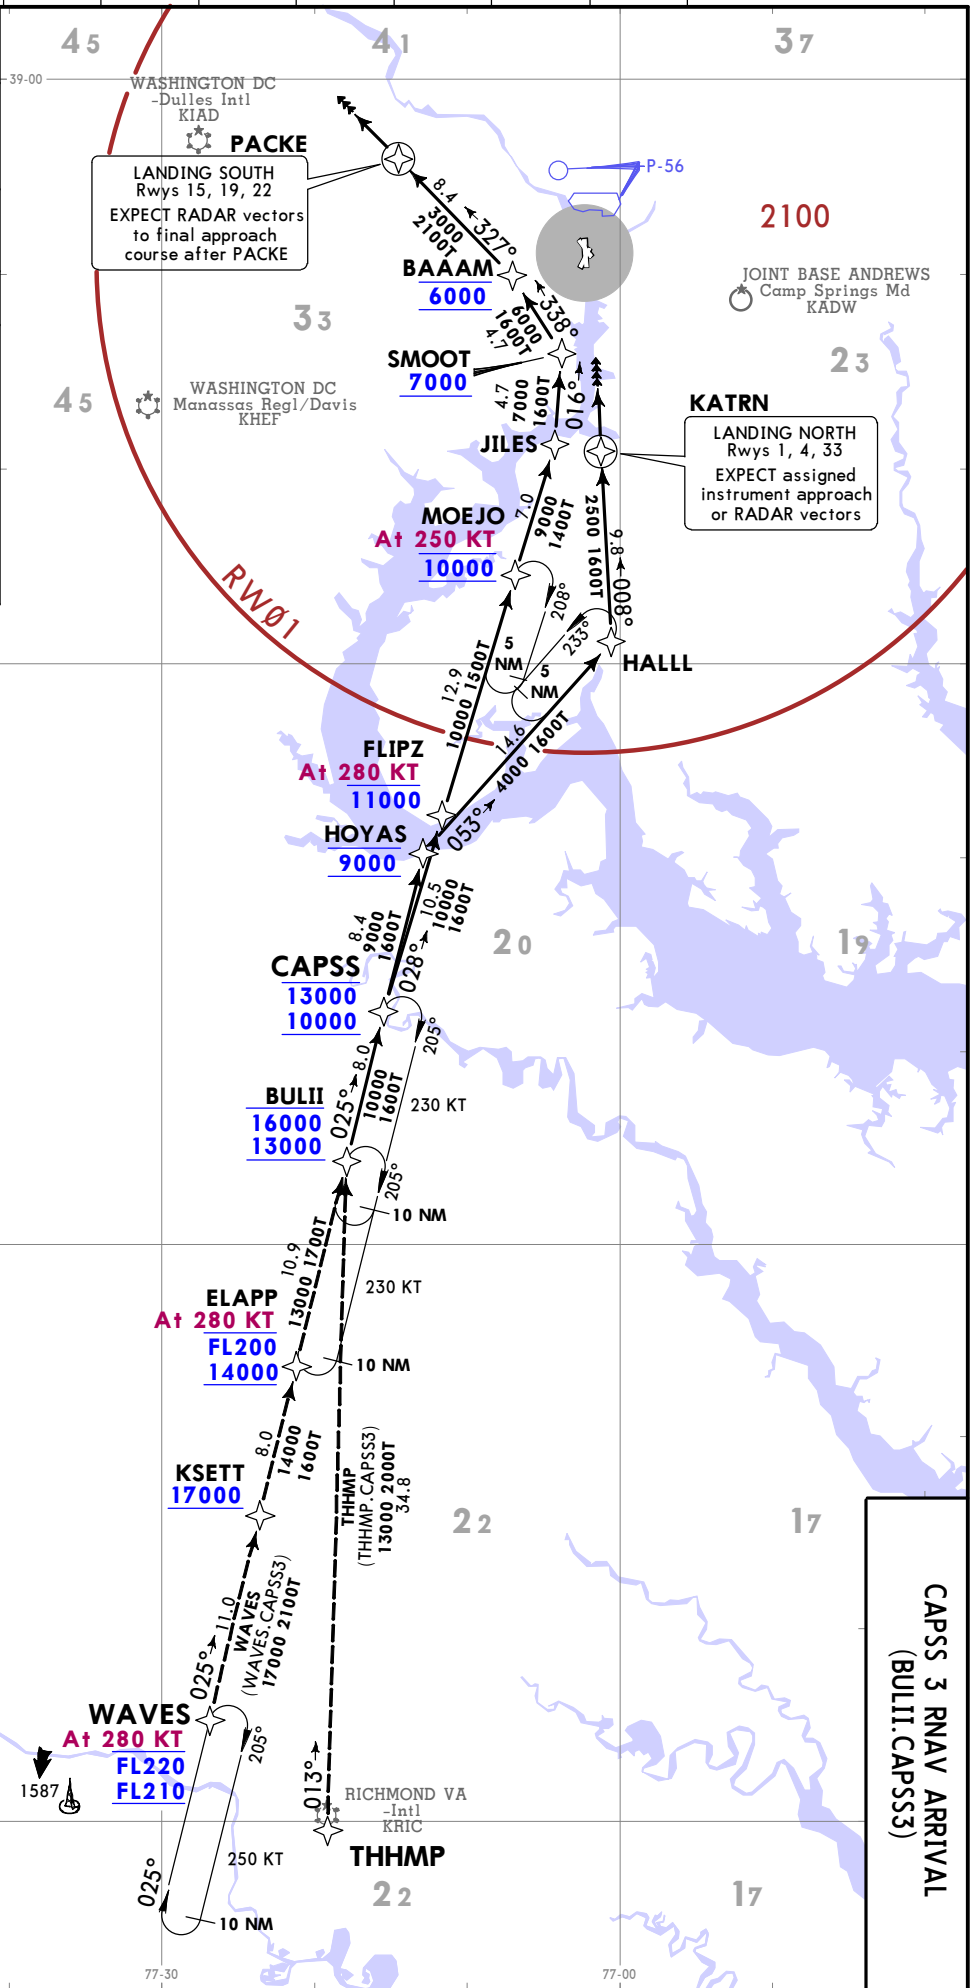 45
41
37
39-00
WASHINGTON DC
-Dulles Intl
KIAD
PACKE
LANDING SOUTH
Rwys 15, 19, 22
EXPECT RADAR vectors
to final approach
course after PACKE
P-56
2100
8.4
327°
3000
2100T
BAAAM
6000
JOINT BASE ANDREWS
Camp Springs Md
KADW
33
338°
6000
1600T
4.7
SMOOT
7000
23
45
WASHINGTON DC
Manassas Regl/Davis
KHEF
4.7
7000
1600T
016°
KATRN
LANDING NORTH
Rwys 1, 4, 33
EXPECT assigned
instrument approach
or RADAR vectors
JILES
7.0
9000
1400T
MOEJO
At 250 KT
10000
2500 1600T
9.8
008°
208°
233°
RWØ1
5
NM
5
NM
HALLL
12.9
10000 1500T
14.6
4000 1600T
053°
FLIPZ
At 280 KT
11000
HOYAS
9000
10.5
10000
1600T
028°
8.4
9000
1600T
20
19
CAPSS
13000
10000
205°
025°
8.0
10000
1600T
230 KT
BULII
16000
13000
205°
10 NM
10.9
13000 1700T
230 KT
ELAPP
At 280 KT
FL200
14000
10 NM
8.0
14000
1600T
THHMP
(THHMP.CAPSS3)
13000 2000T
34.8
KSETT
17000
22
17
025°
11.0
WAVES
(WAVES.CAPSS3)
17000 2100T
CAPSS 3 RNAV ARRIVAL
(BULII.CAPSS3)
WAVES
At 280 KT
FL220
FL210
205°
1587
013°
RICHMOND VA
-Intl
KRIC
THHMP
025°
250 KT
22
17
10 NM
77-30
77-00